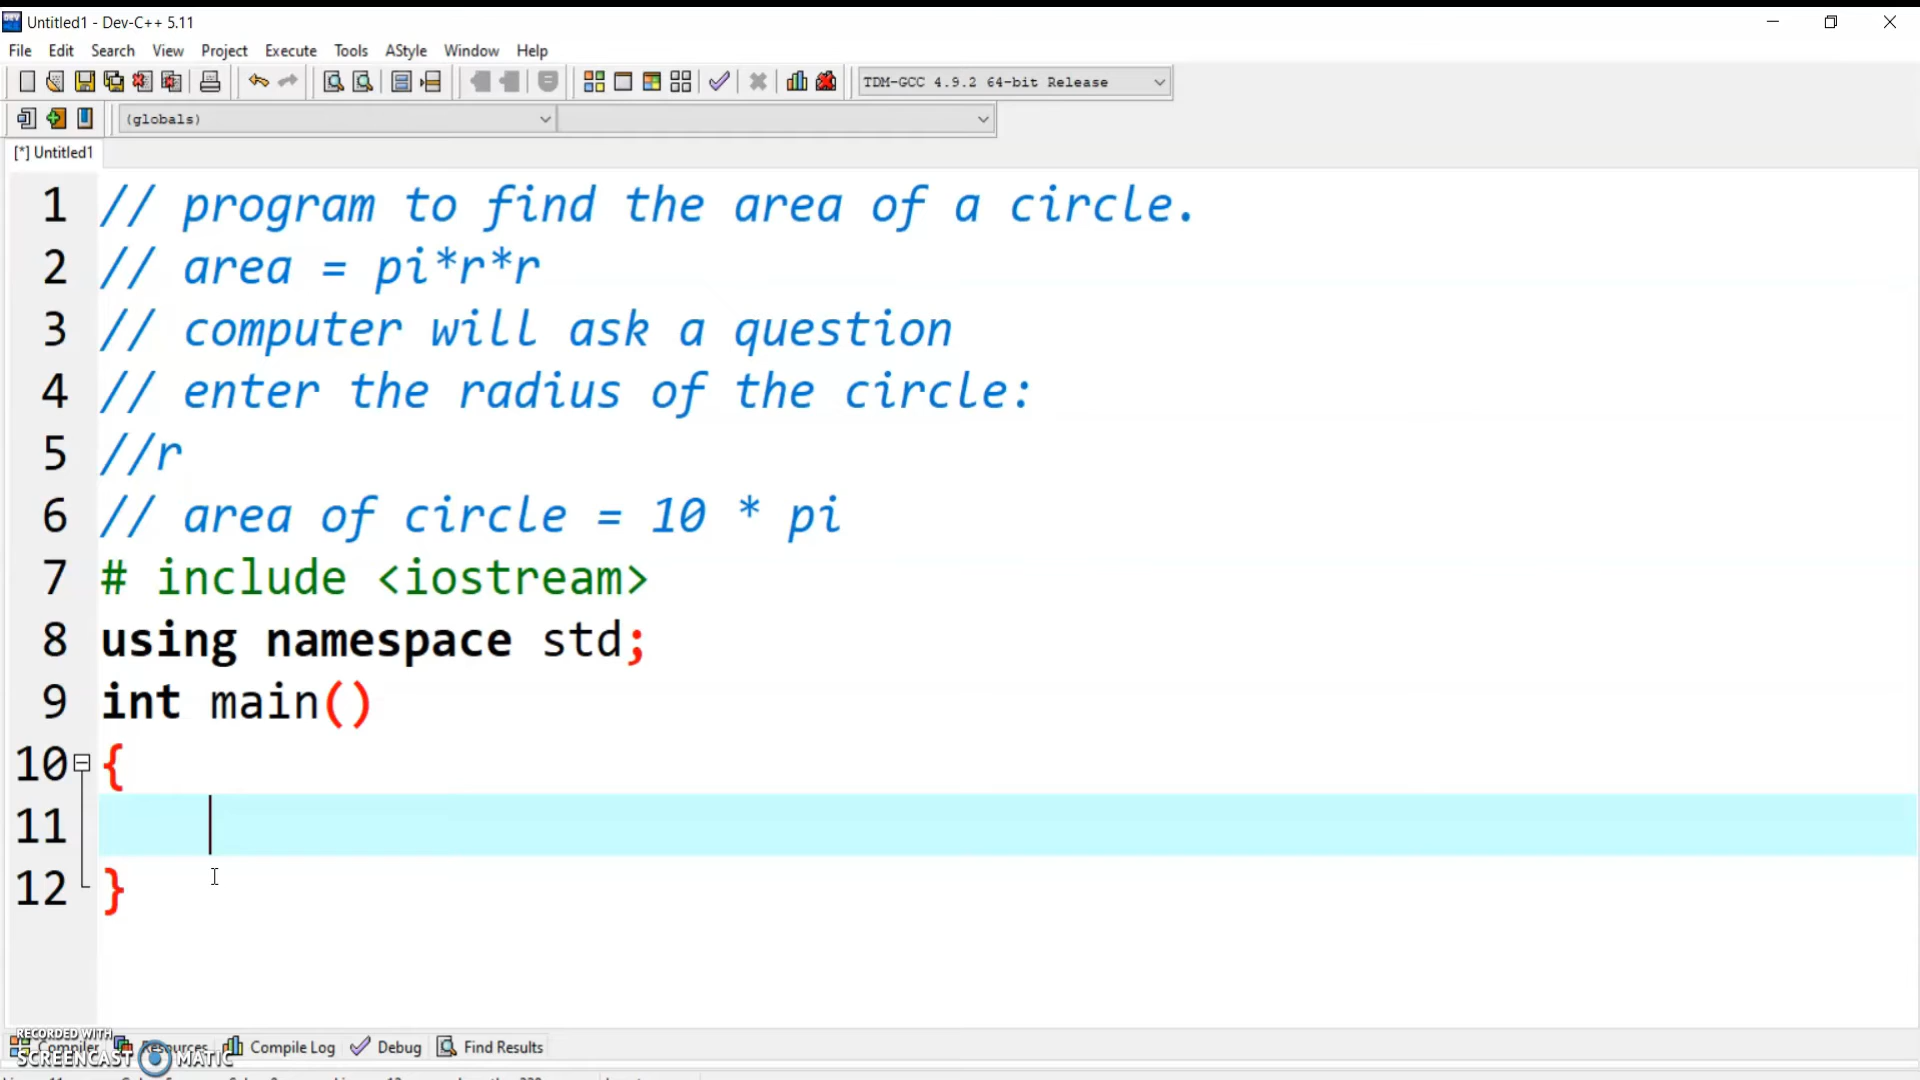 Untitled1 - Dev-C++ 5.11
File Edit Search View Project Execute Tools AStyle Window Help
TDM-GCC 4.9.2 64-bit Release
(globals)
[*] Untitled1
1 // program to find the area of a circle.
2 // area = pi*r*r
3 // computer will ask a question
4 // enter the radius of the circle:
5 //r
6 // area of circle = 10 * pi
7 # include <iostream>
8 using namespace std;
9 int main()
10 {
11
12 }
RECORDED WITH
Compiler Resources Compile Log Debug Find Results
SCREENCAST MATIC